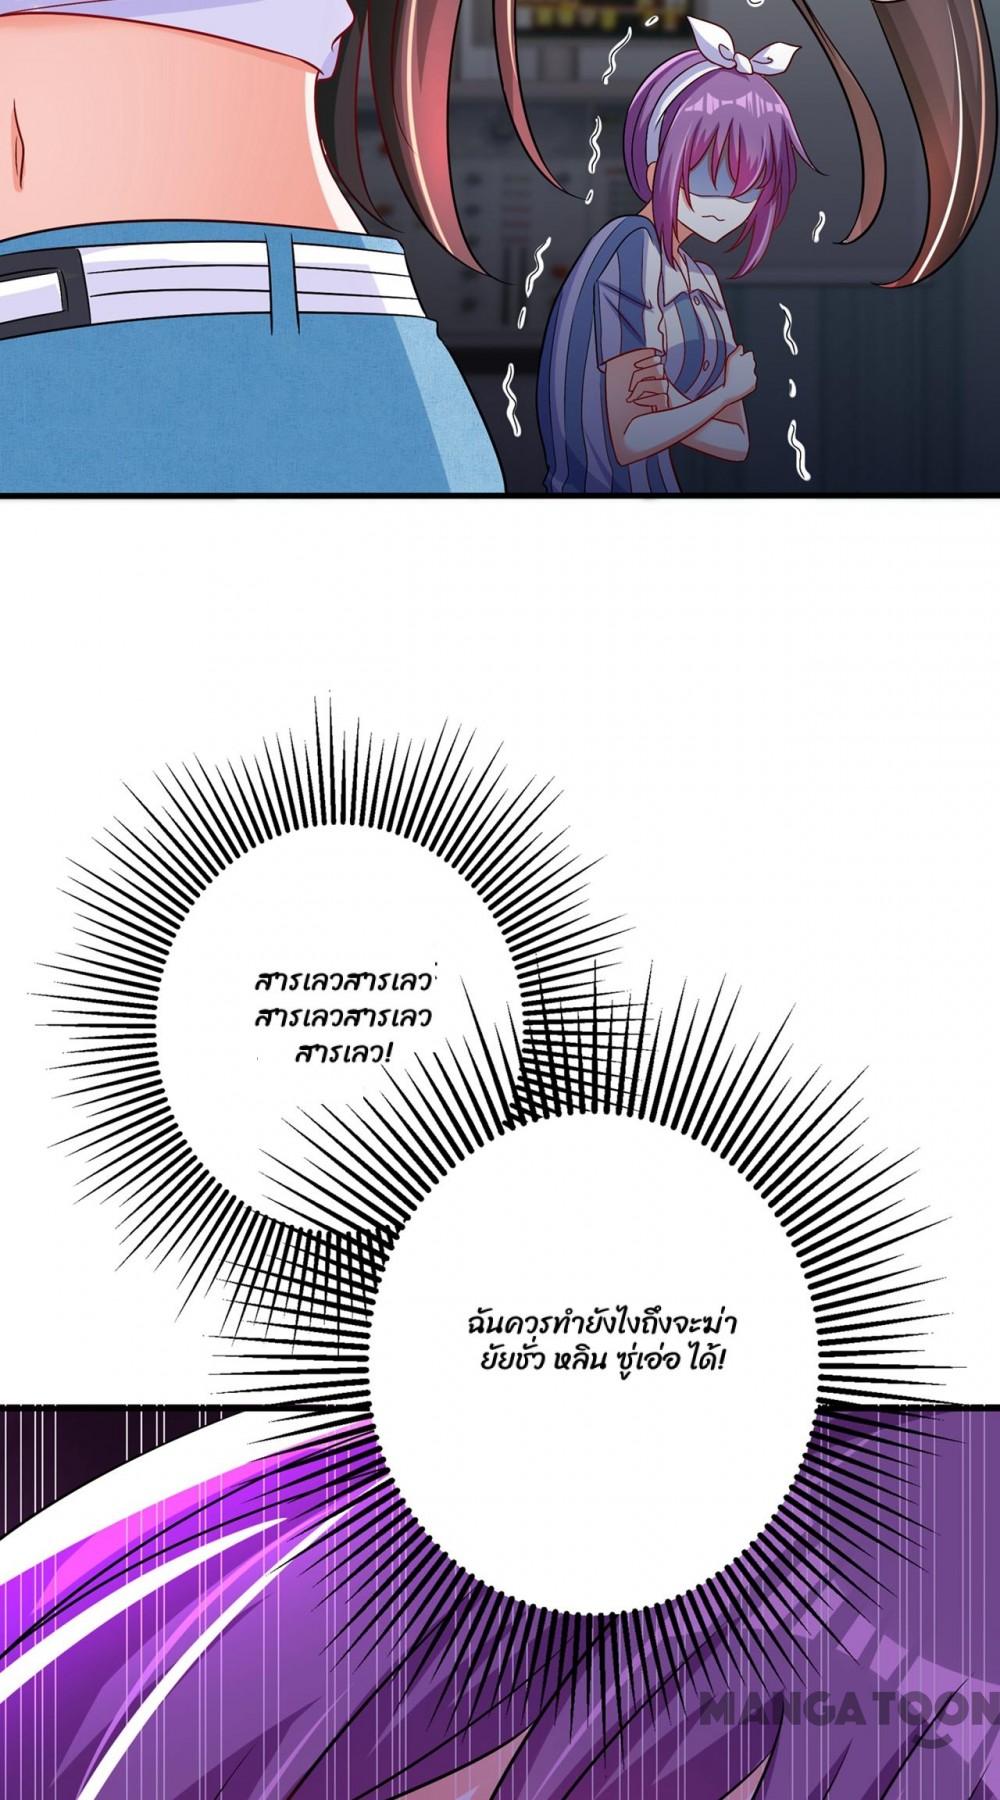 สารเลวสารเลว
สารเลวสารเลว
สารเลว!
ฉันควรทำยังไงถึงจะฆ่า
ยัยชั่ว หลิน ซู่เอ่อ ได้!
MANGATOON